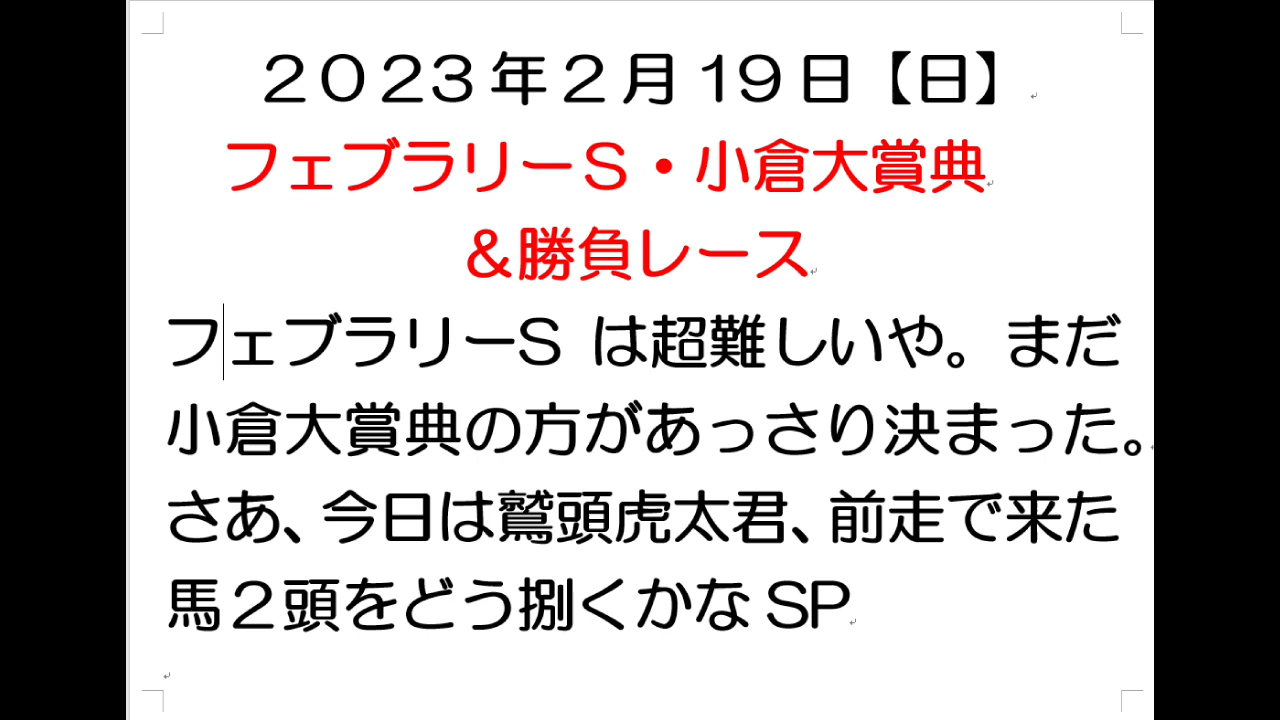 ２０２３年２月１９日【日】
フェブラリーＳ・小倉大賞典
＆勝負レース
フェブラリーS は超難しいや。まだ
小倉大賞典の方があっさり決まった。
さあ、今日は鷲頭虎太君、前走で来た
馬２頭をどう捌くかなSP